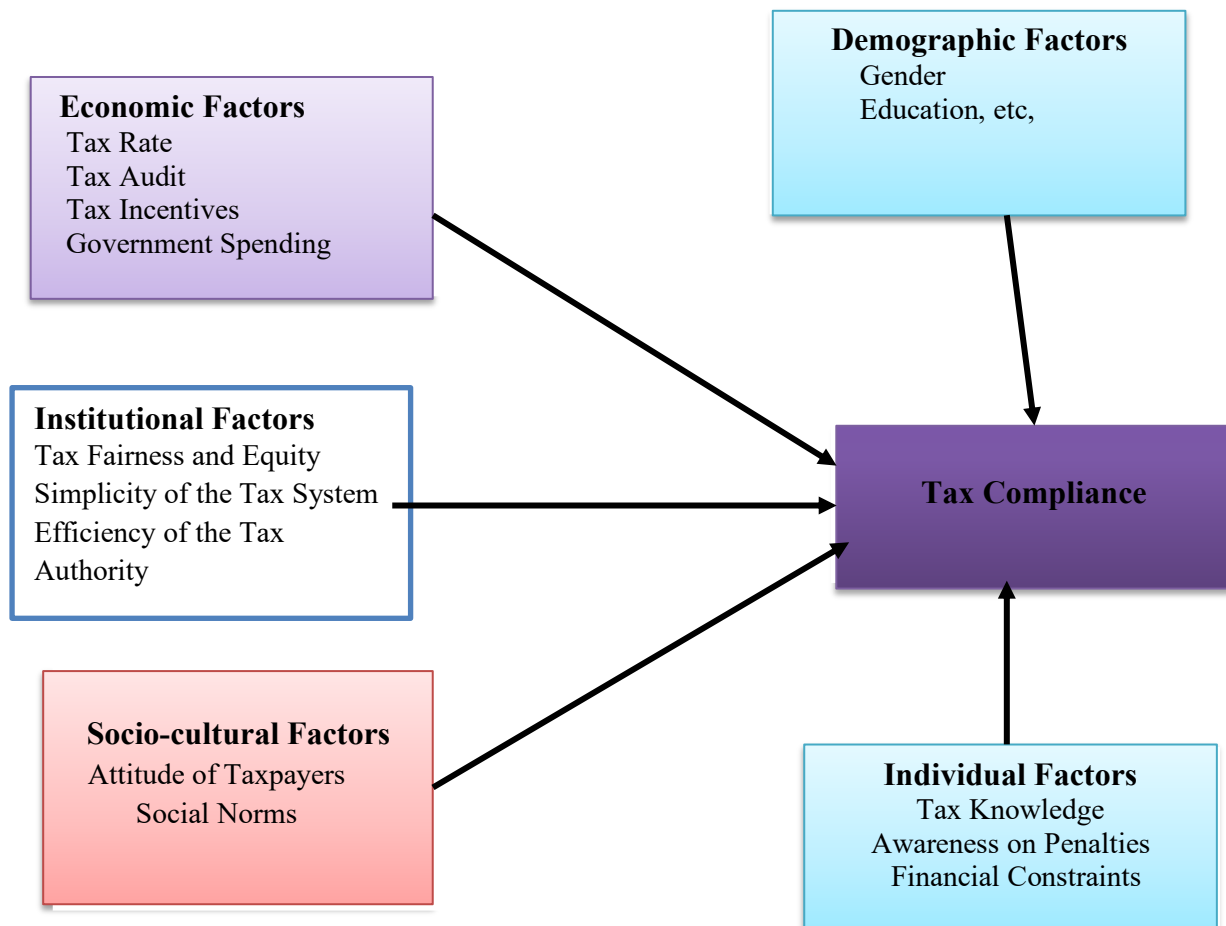 Demographic Factors
Gender
Education, etc,
Economic Factors
Tax Rate
Tax Audit
Tax Incentives
Government Spending
Institutional Factors
Tax Fairness and Equity
Simplicity of the Tax System
Efficiency of the Tax
Authority
Tax Compliance
Socio-cultural Factors
Attitude of Taxpayers
Social Norms
Individual Factors
Tax Knowledge
Awareness on Penalties
Financial Constraints